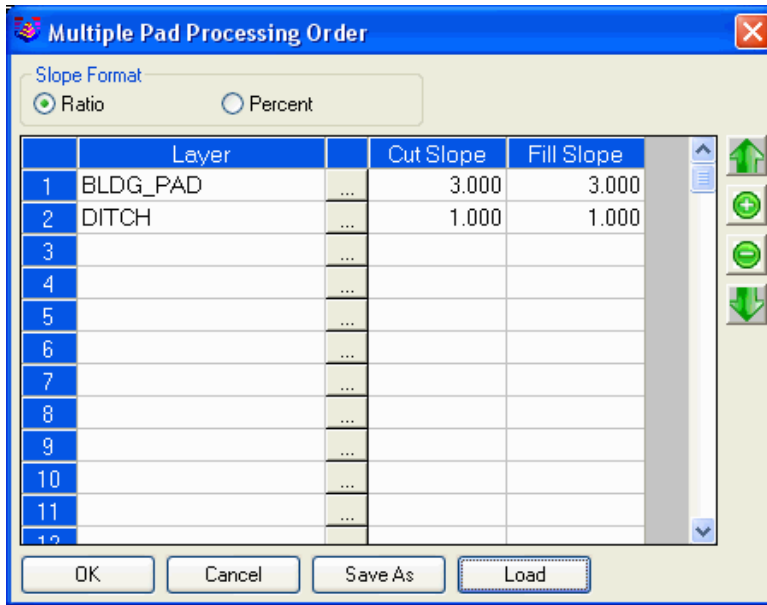 Multiple Pad Processing Order
Slope Format
Ratio Percent
Layer Cut Slope Fill Slope
1 BLDG_PAD ... 3.000 3.000
2 DITCH ... 1.000 1.000
3 ...
4 ...
5 ...
6 ...
7 ...
8 ...
9 ...
10 ...
11 ...
12
OK Cancel Save As Load